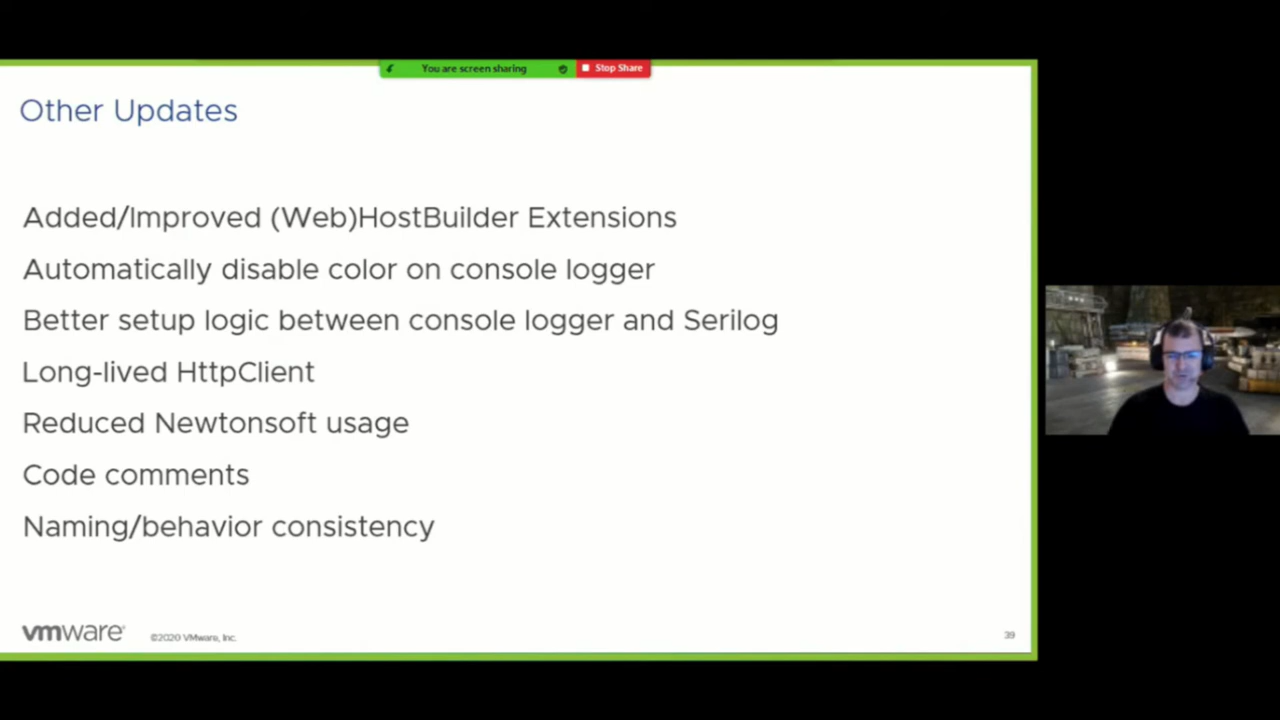 You are screen sharing
Stop Share
Other Updates
Added/Improved (Web)HostBuilder Extensions
Automatically disable color on console logger
Better setup logic between console logger and Serilog
Long-lived HttpClient
Reduced Newtonsoft usage
Code comments
Naming/behavior consistency
vmware®
©2020 VMware, Inc.
39